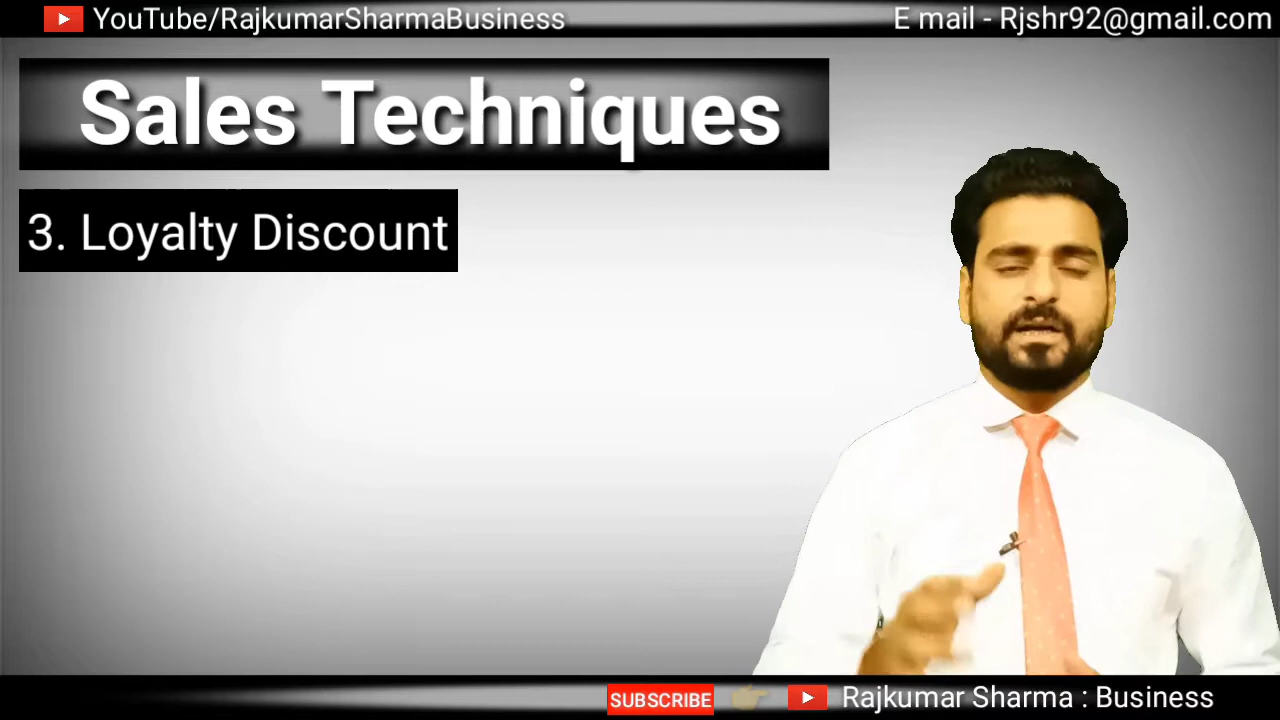 YouTube/RajkumarSharmaBusiness
E mail - Rjshr92@gmail.com
Sales Techniques
3. Loyalty Discount
SUBSCRIBE
Rajkumar Sharma : Business